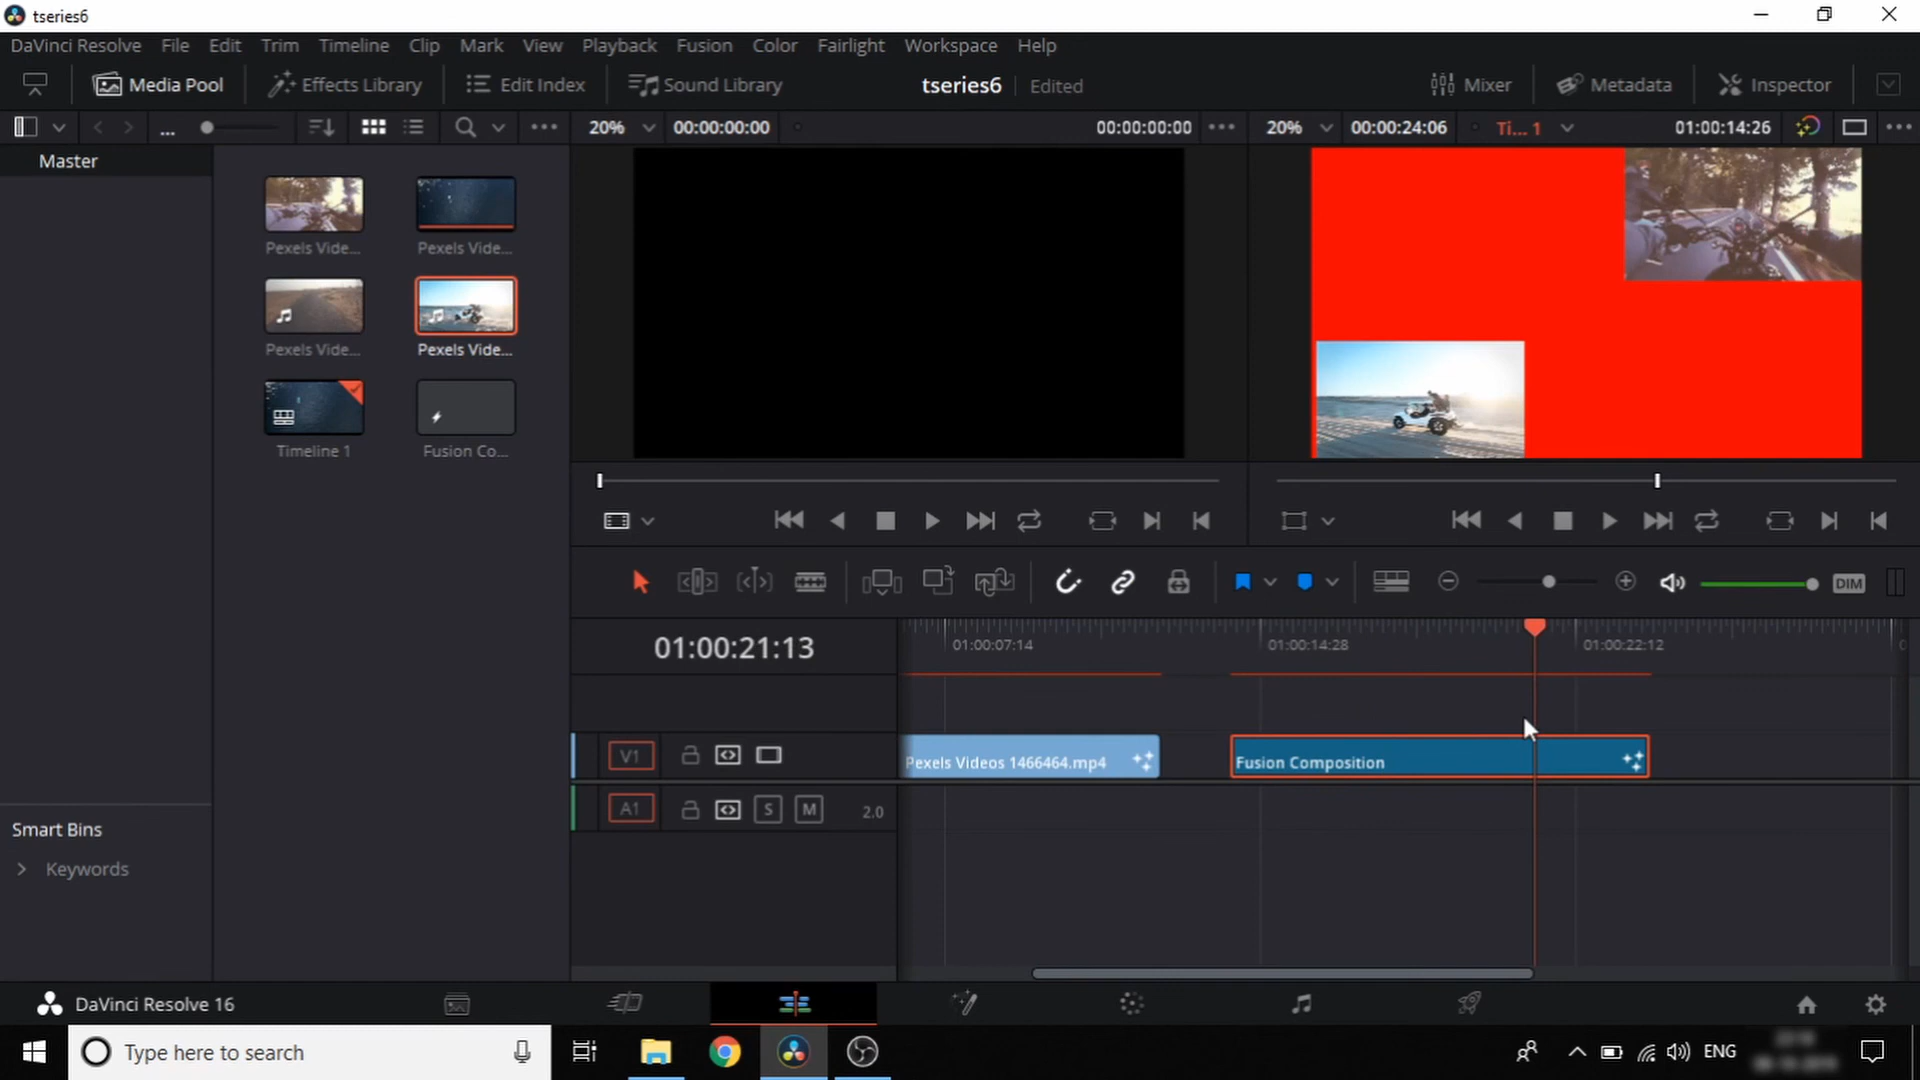 tseries6
DaVinci Resolve File Edit Trim Timeline Clip Mark View Playback Fusion Color Fairlight Workspace Help
Media Pool Effects Library Edit Index Sound Library tseries6 Edited Mixer Metadata Inspector
... 20% 00:00:00:00 00:00:00:00 20% 00:00:24:06 Ti... 1 01:00:14:26
Master
Pexels Vide... Pexels Vide...
Pexels Vide... Pexels Vide...
Timeline 1 Fusion Co...
DIM
01:00:21:13 01:00:07:14 01:00:14:28 01:00:22:12
V1 Pexels Videos 1466464.mp4 Fusion Composition
A1 S M 2.0
Smart Bins
Keywords
DaVinci Resolve 16
Type here to search ENG